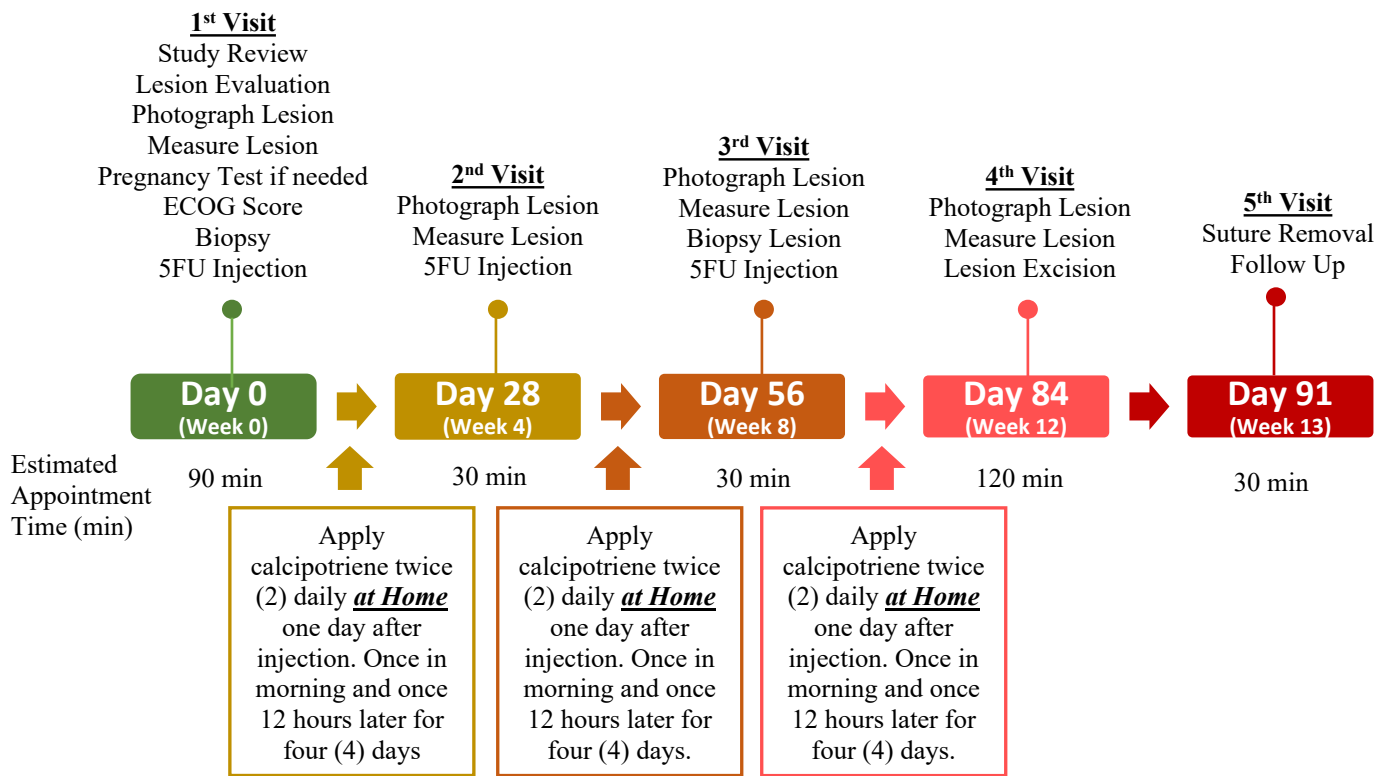 1st Visit
Study Review
Lesion Evaluation
Photograph Lesion
Measure Lesion
Pregnancy Test if needed
ECOG Score
Biopsy
5FU Injection
2nd Visit
Photograph Lesion
Measure Lesion
5FU Injection
3rd Visit
Photograph Lesion
Measure Lesion
Biopsy Lesion
5FU Injection
4th Visit
Photograph Lesion
Measure Lesion
Lesion Excision
5th Visit
Suture Removal
Follow Up
Day 0
(Week 0)
Day 28
(Week 4)
Day 56
(Week 8)
Day 84
(Week 12)
Day 91
(Week 13)
Estimated
Appointment
Time (min)
90 min
30 min
30 min
120 min
30 min
Apply
calcipotriene twice
(2) daily at Home
one day after
injection. Once in
morning and once
12 hours later for
four (4) days
Apply
calcipotriene twice
(2) daily at Home
one day after
injection. Once in
morning and once
12 hours later for
four (4) days.
Apply
calcipotriene twice
(2) daily at Home
one day after
injection. Once in
morning and once
12 hours later for
four (4) days.